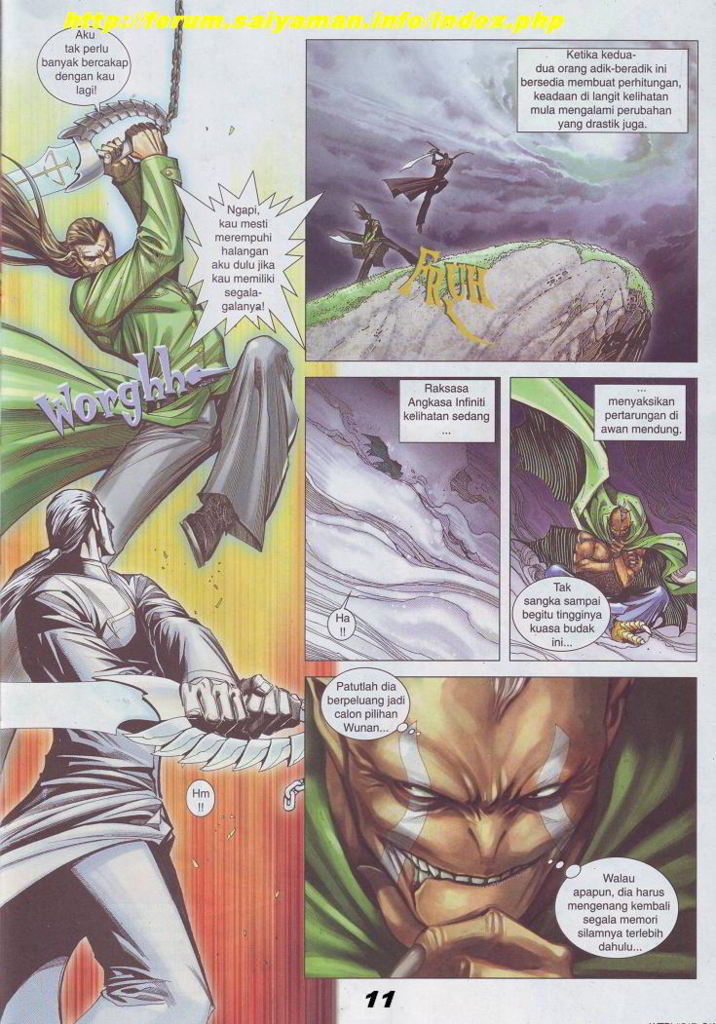 http://forum.saiyaman.info/index.php
Aku
tak perlu
banyak bercakap
dengan kau
lagi!
Ngapi,
kau mesti
merempuhi
halangan
aku dulu jika
kau memiliki
segala-
galanya!
Worghh
Hm
!!
Ketika kedua-
dua orang adik-beradik ini
bersedia membuat perhitungan,
keadaan di langit kelihatan
mula mengalami perubahan
yang drastik juga.
FRUH
Raksasa
Angkasa Infiniti
kelihatan sedang
...
Ha
!!
...
menyaksikan
pertarungan di
awan mendung.
Tak
sangka sampai
begitu tingginya
kuasa budak
ini...
Patutlah dia
berpeluang jadi
calon pilihan
Wunan...
Walau
apapun, dia harus
mengenang kembali
segala memori
silamnya terlebih
dahulu...
11